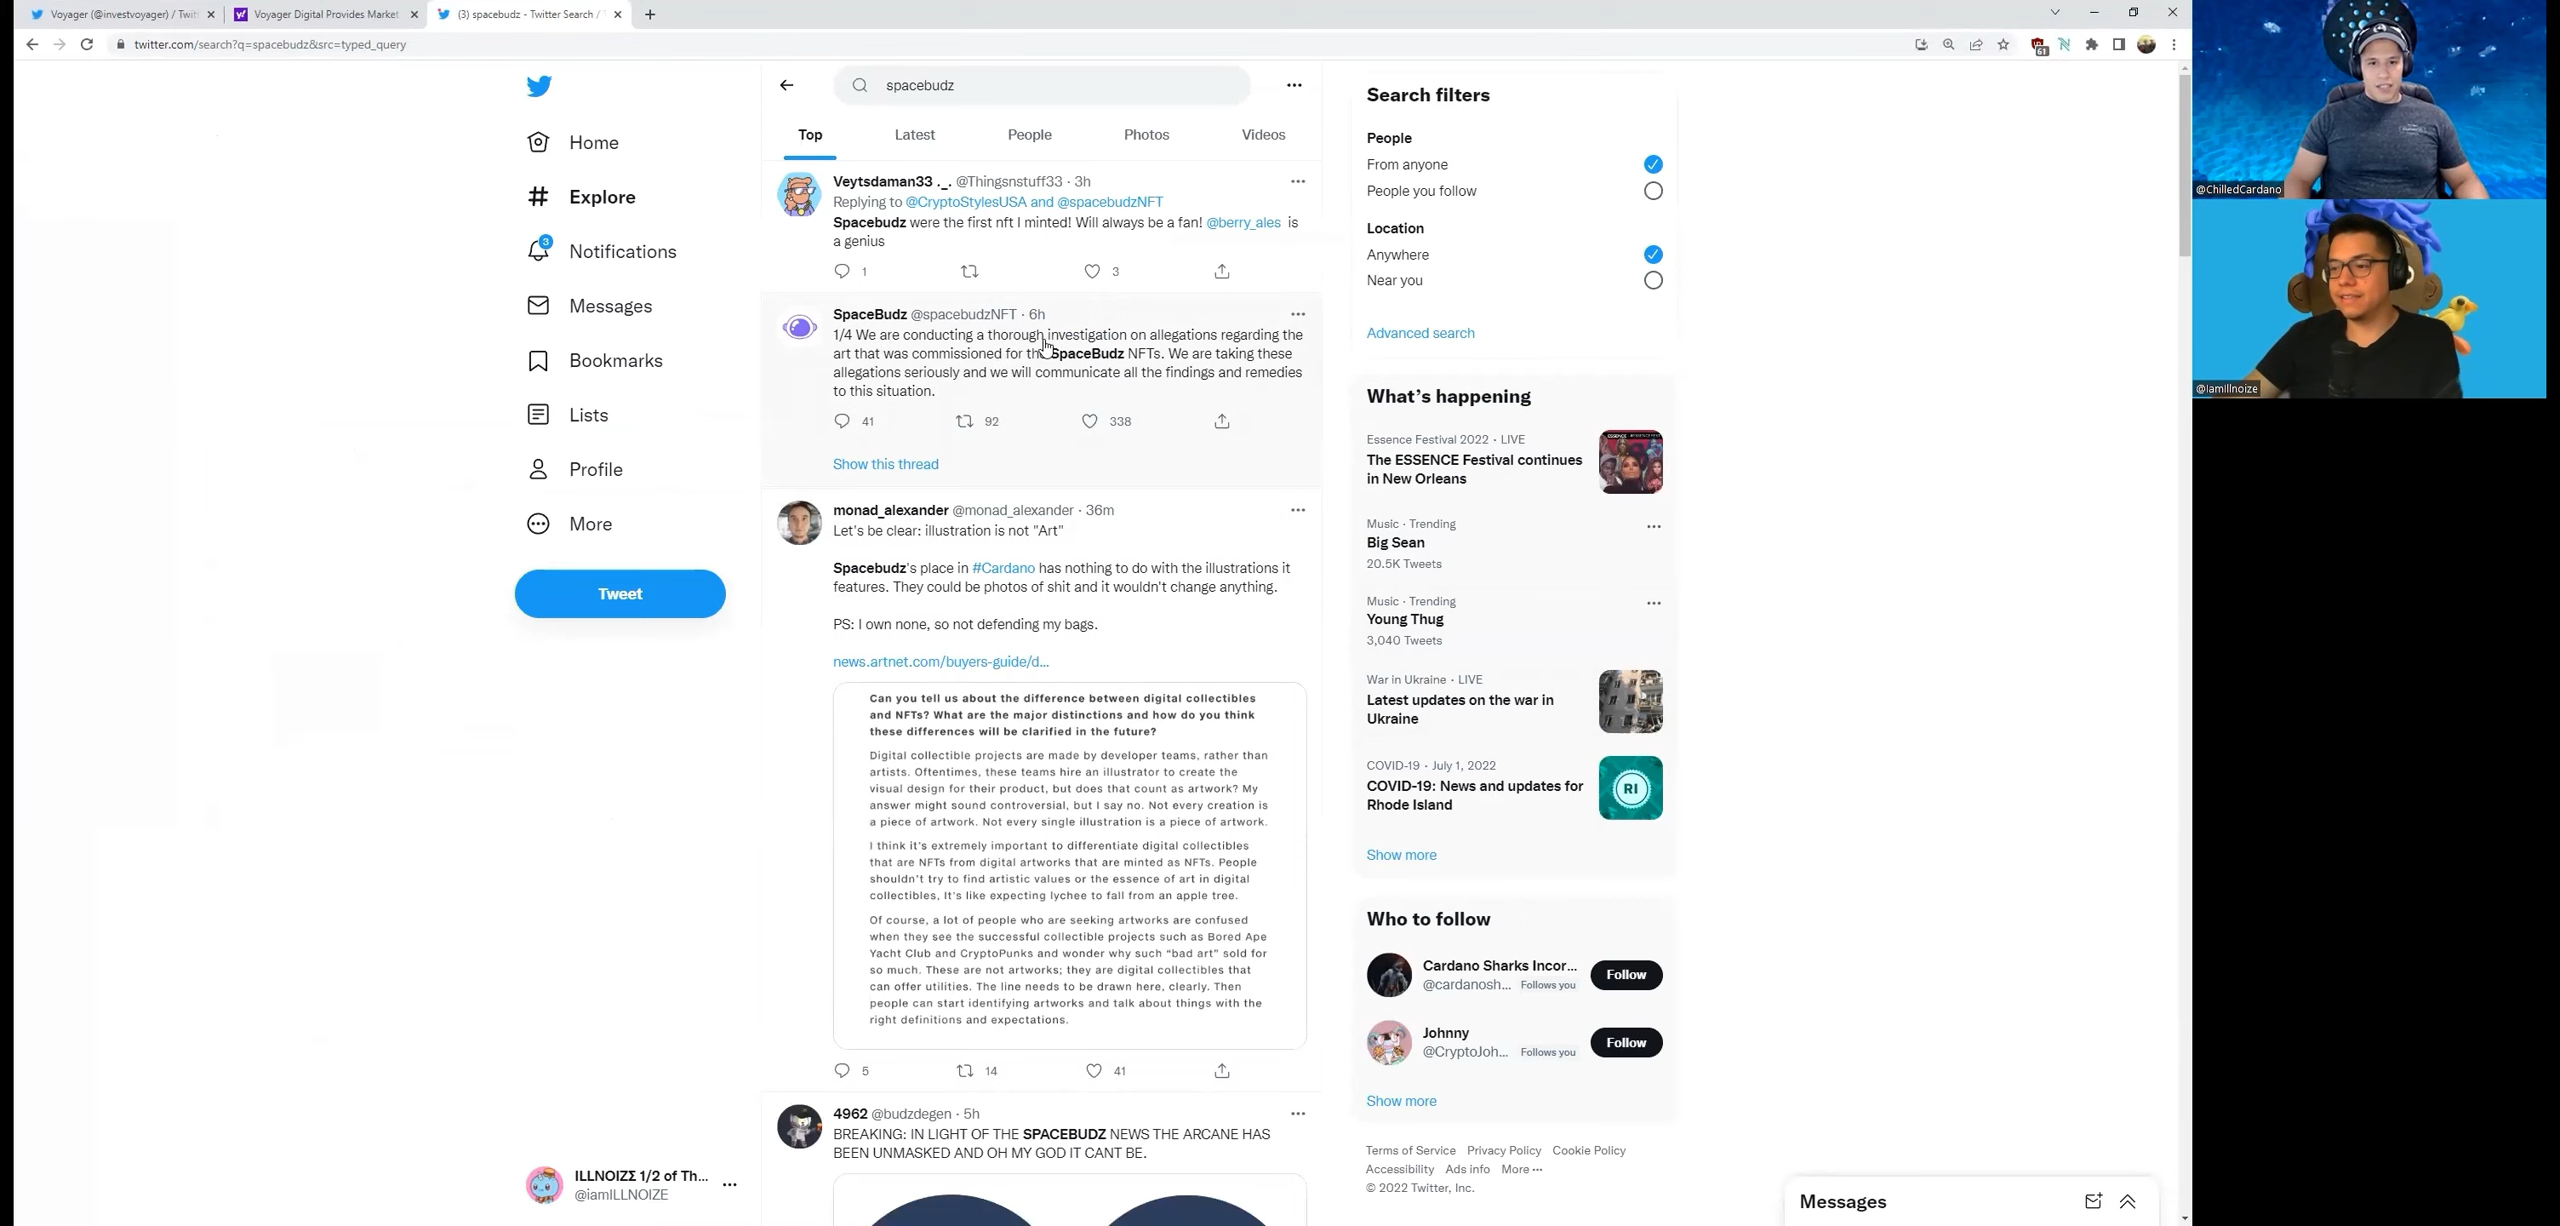 Voyager (@investvoyager) / Twitt
Voyager Digital Provides Market
(3) spacebudz - Twitter Search / T
twitter.com/search?q=spacebudz&src=typed_query
61
spacebudz
Top
Latest
People
Photos
Videos
Home
Explore
3
Notifications
Messages
Bookmarks
Lists
Profile
More
Tweet
ILLNOIZΣ 1/2 of Th...
@iamILLNOIZE
Veytsdaman33 ._. @Thingsnstuff33 · 3h
Replying to @CryptoStylesUSA and @spacebudzNFT
Spacebudz were the first nft I minted! Will always be a fan! @berry_ales is
a genius
1
3
SpaceBudz @spacebudzNFT · 6h
1/4 We are conducting a thorough investigation on allegations regarding the
art that was commissioned for the SpaceBudz NFTs. We are taking these
allegations seriously and we will communicate all the findings and remedies
to this situation.
41
92
338
Show this thread
monad_alexander @monad_alexander · 36m
Let's be clear: illustration is not "Art"
Spacebudz's place in #Cardano has nothing to do with the illustrations it
features. They could be photos of shit and it wouldn't change anything.
PS: I own none, so not defending my bags.
news.artnet.com/buyers-guide/d...
Can you tell us about the difference between digital collectibles
and NFTs? What are the major distinctions and how do you think
these differences will be clarified in the future?
Digital collectible projects are made by developer teams, rather than
artists. Oftentimes, these teams hire an illustrator to create the
visual design for their product, but does that count as artwork? My
answer might sound controversial, but I say no. Not every creation is
a piece of artwork. Not every single illustration is a piece of artwork.
I think it's extremely important to differentiate digital collectibles
that are NFTs from digital artworks that are minted as NFTs. People
shouldn't try to find artistic values or the essence of art in digital
collectibles, It's like expecting lychee to fall from an apple tree.
Of course, a lot of people who are seeking artworks are confused
when they see the successful collectible projects such as Bored Ape
Yacht Club and CryptoPunks and wonder why such “bad art” sold for
so much. These are not artworks; they are digital collectibles that
can offer utilities. The line needs to be drawn here, clearly. Then
people can start identifying artworks and talk about things with the
right definitions and expectations.
5
14
41
4962 @budzdegen · 5h
BREAKING: IN LIGHT OF THE SPACEBUDZ NEWS THE ARCANE HAS
BEEN UNMASKED AND OH MY GOD IT CANT BE.
Search filters
People
From anyone
People you follow
Location
Anywhere
Near you
Advanced search
What's happening
Essence Festival 2022 · LIVE
The ESSENCE Festival continues
in New Orleans
Music · Trending
Big Sean
20.5K Tweets
Music · Trending
Young Thug
3,040 Tweets
War in Ukraine · LIVE
Latest updates on the war in
Ukraine
COVID-19 · July 1, 2022
COVID-19: News and updates for
Rhode Island
RI
Show more
Who to follow
Cardano Sharks Incor...
@cardanosh... Follows you
Follow
Johnny
@CryptoJoh... Follows you
Follow
Show more
Terms of Service Privacy Policy Cookie Policy
Accessibility Ads info More ···
© 2022 Twitter, Inc.
Messages
@ChilledCardano
@IamIllnoize